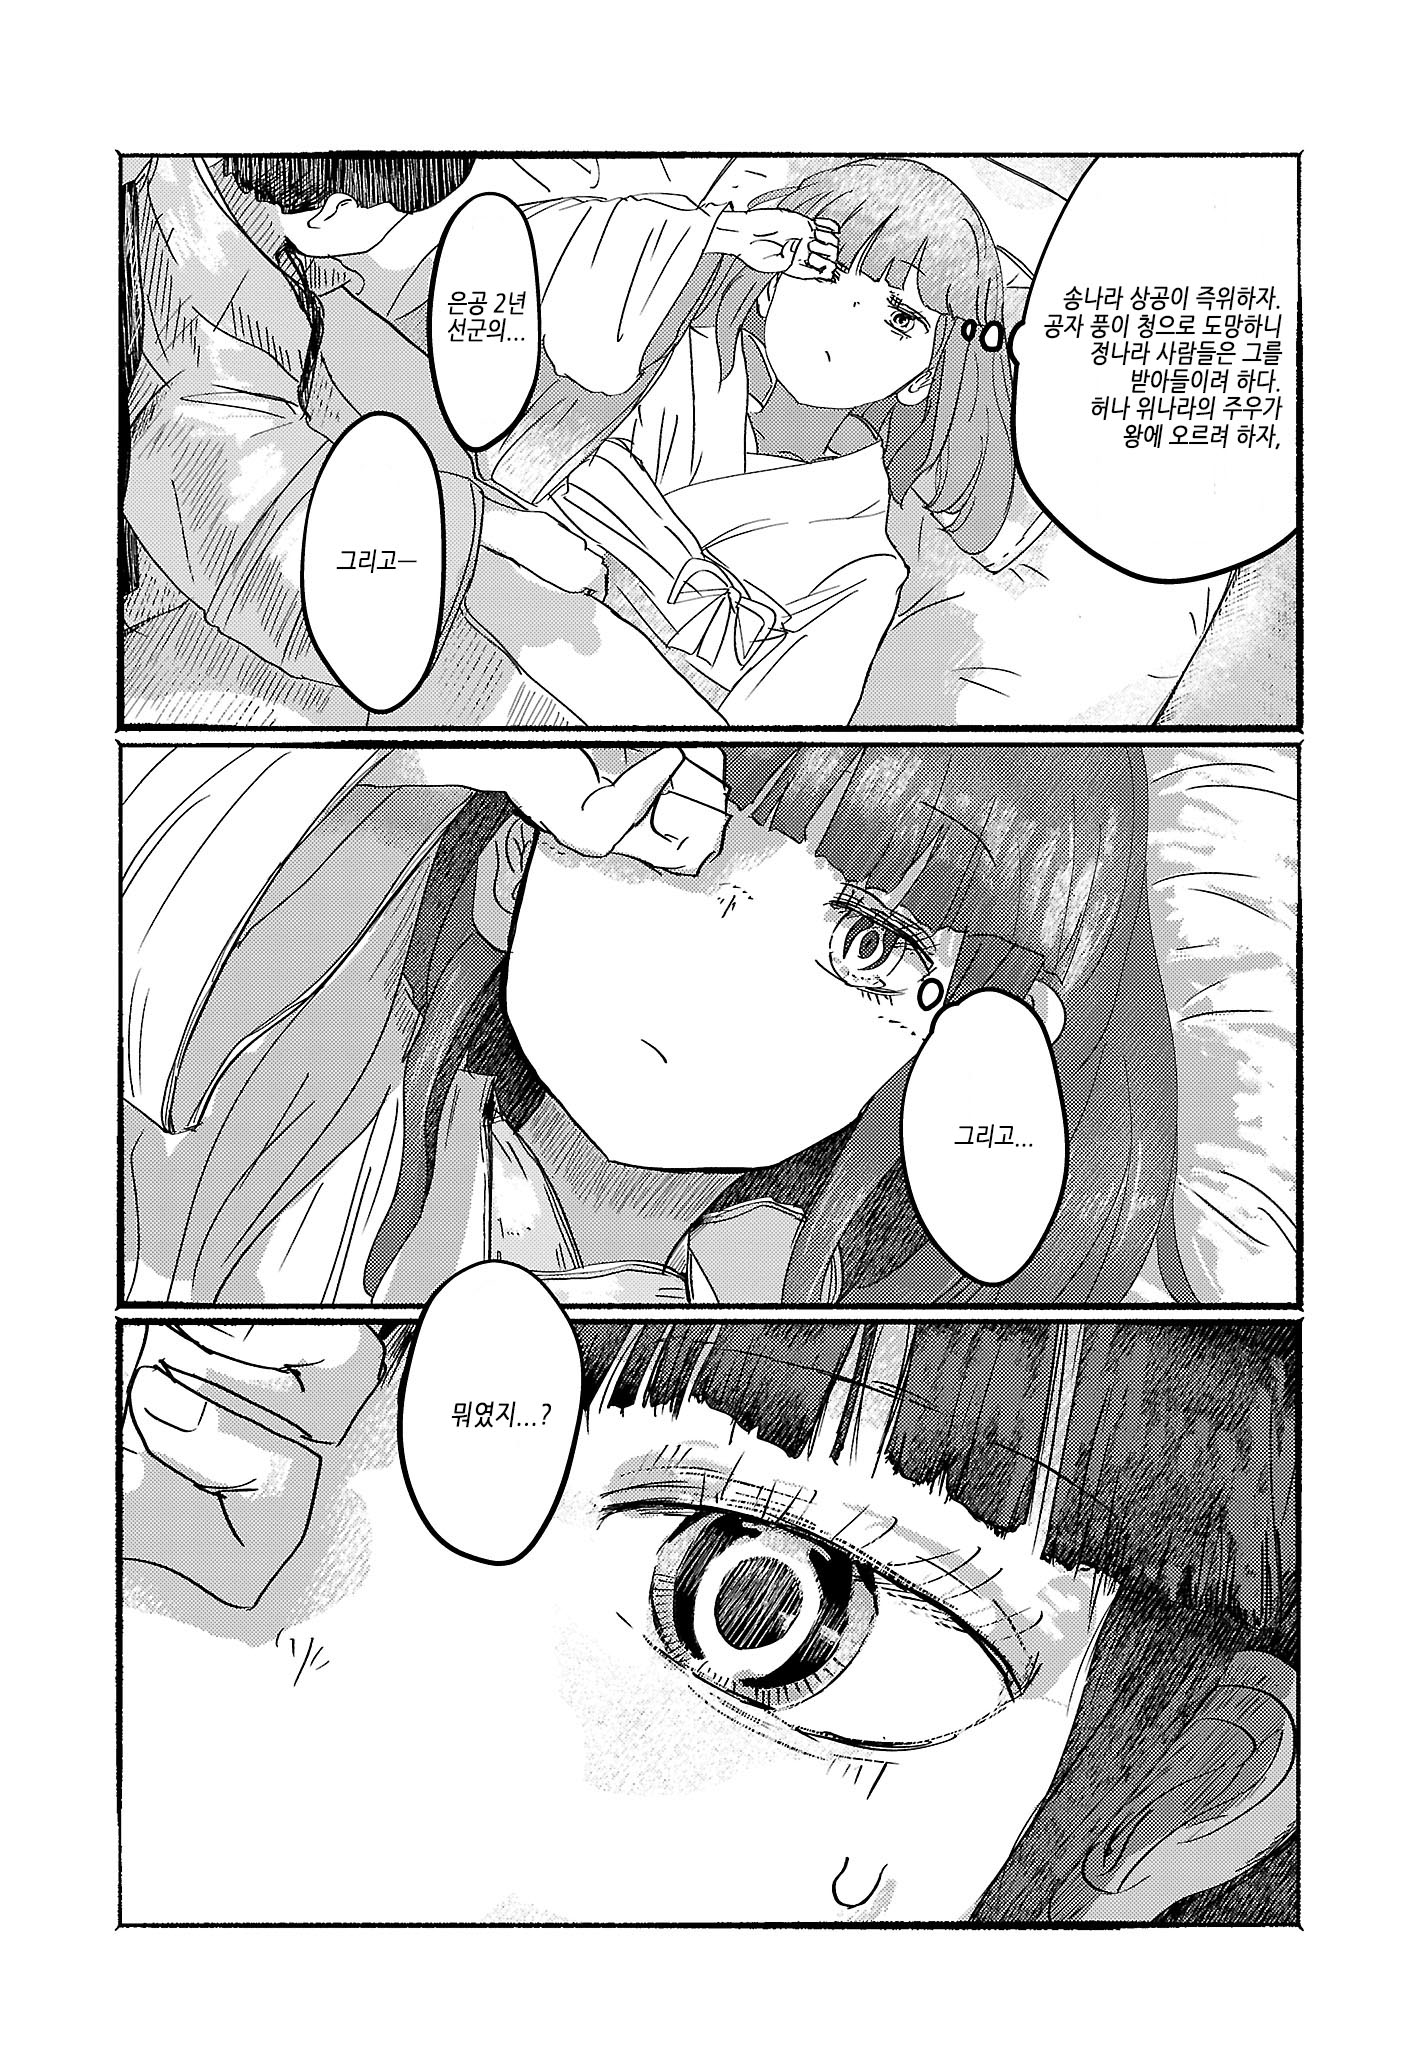 송나라 상공이 즉위하자.
공자 풍이 청으로 도망하니
정나라 사람들은 그를
받아들이려 하다.
허나 위나라의 주우가
왕에 오르려 하자,
은공 2년
선군의...
그리고—
그리고...
뭐였지...?